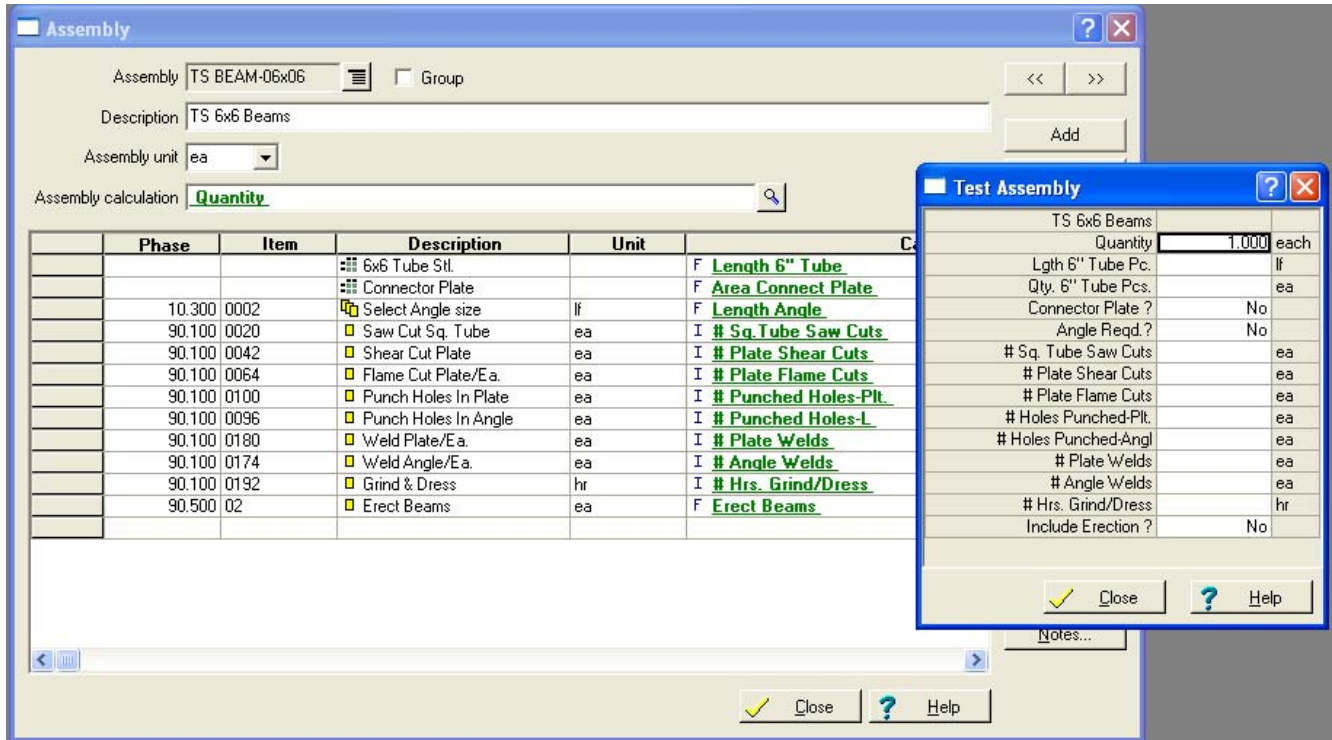 Assembly
Assembly TS BEAM-06x06 Group << >>
Description TS 6x6 Beams
Add
Assembly unit ea
Assembly calculation Quantity
Phase Item Description Unit Ca
6x6 Tube Stl. F Length 6" Tube
Connector Plate F Area Connect Plate
10.300 0002 Select Angle size lf F Length Angle
90.100 0020 Saw Cut Sq. Tube ea I # Sq.Tube Saw Cuts
90.100 0042 Shear Cut Plate ea I # Plate Shear Cuts
90.100 0064 Flame Cut Plate/Ea. ea I # Plate Flame Cuts
90.100 0100 Punch Holes In Plate ea I # Punched Holes-Plt.
90.100 0096 Punch Holes In Angle ea I # Punched Holes-L
90.100 0180 Weld Plate/Ea. ea I # Plate Welds
90.100 0174 Weld Angle/Ea. ea I # Angle Welds
90.100 0192 Grind & Dress hr I # Hrs. Grind/Dress
90.500 02 Erect Beams ea F Erect Beams
Notes...
Close Help
Test Assembly
TS 6x6 Beams
Quantity 1.000 each
Lgth 6" Tube Pc. lf
Qty. 6" Tube Pcs. ea
Connector Plate ? No
Angle Reqd.? No
# Sq. Tube Saw Cuts ea
# Plate Shear Cuts ea
# Plate Flame Cuts ea
# Holes Punched-Plt. ea
# Holes Punched-Angl ea
# Plate Welds ea
# Angle Welds ea
# Hrs. Grind/Dress hr
Include Erection ? No
Close Help